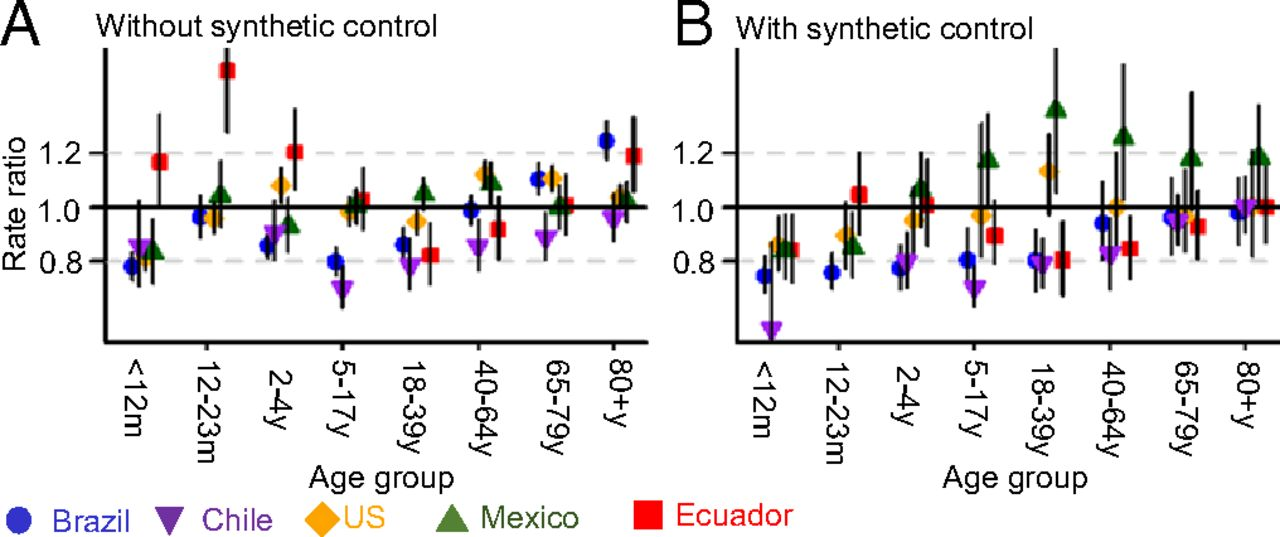 A Without synthetic control
B With synthetic control
Rate ratio
1.2
1.0
0.8
1.2
1.0
0.8
<12m
12-23m
2-4y
5-17y
18-39y
40-64y
65-79y
80+y
<12m
12-23m
2-4y
5-17y
18-39y
40-64y
65-79y
80+y
Age group
Age group
Brazil Chile US Mexico Ecuador